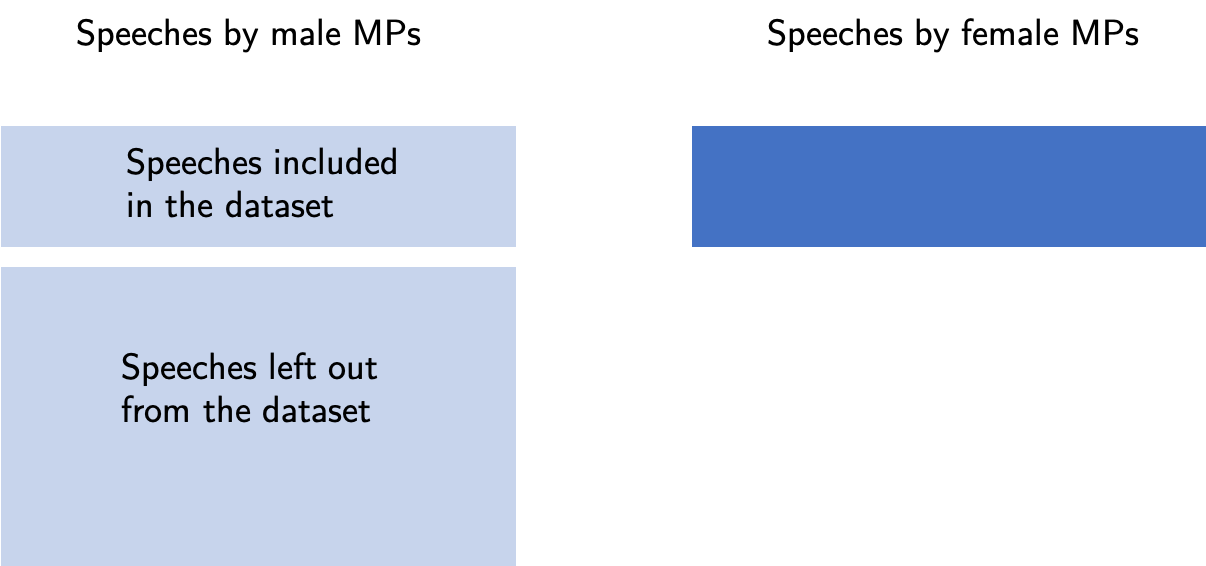 Speeches by male MPs
Speeches by female MPs
Speeches included
in the dataset
Speeches left out
from the dataset